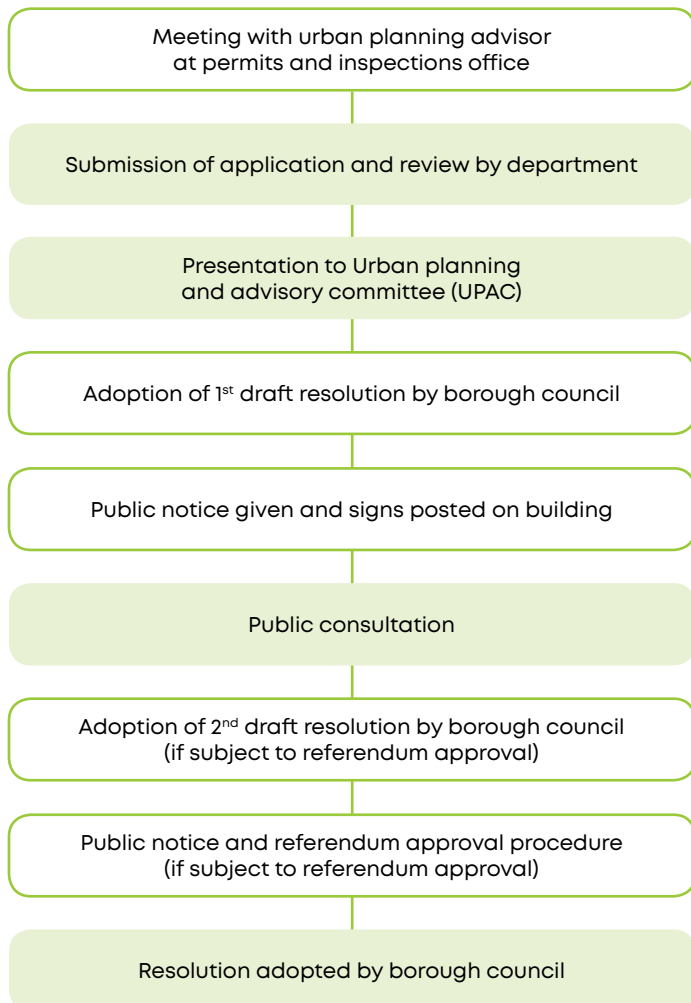 Meeting with urban planning advisor
at permits and inspections office
Submission of application and review by department
Presentation to Urban planning
and advisory committee (UPAC)
Adoption of 1st draft resolution by borough council
Public notice given and signs posted on building
Public consultation
Adoption of 2nd draft resolution by borough council
(if subject to referendum approval)
Public notice and referendum approval procedure
(if subject to referendum approval)
Resolution adopted by borough council